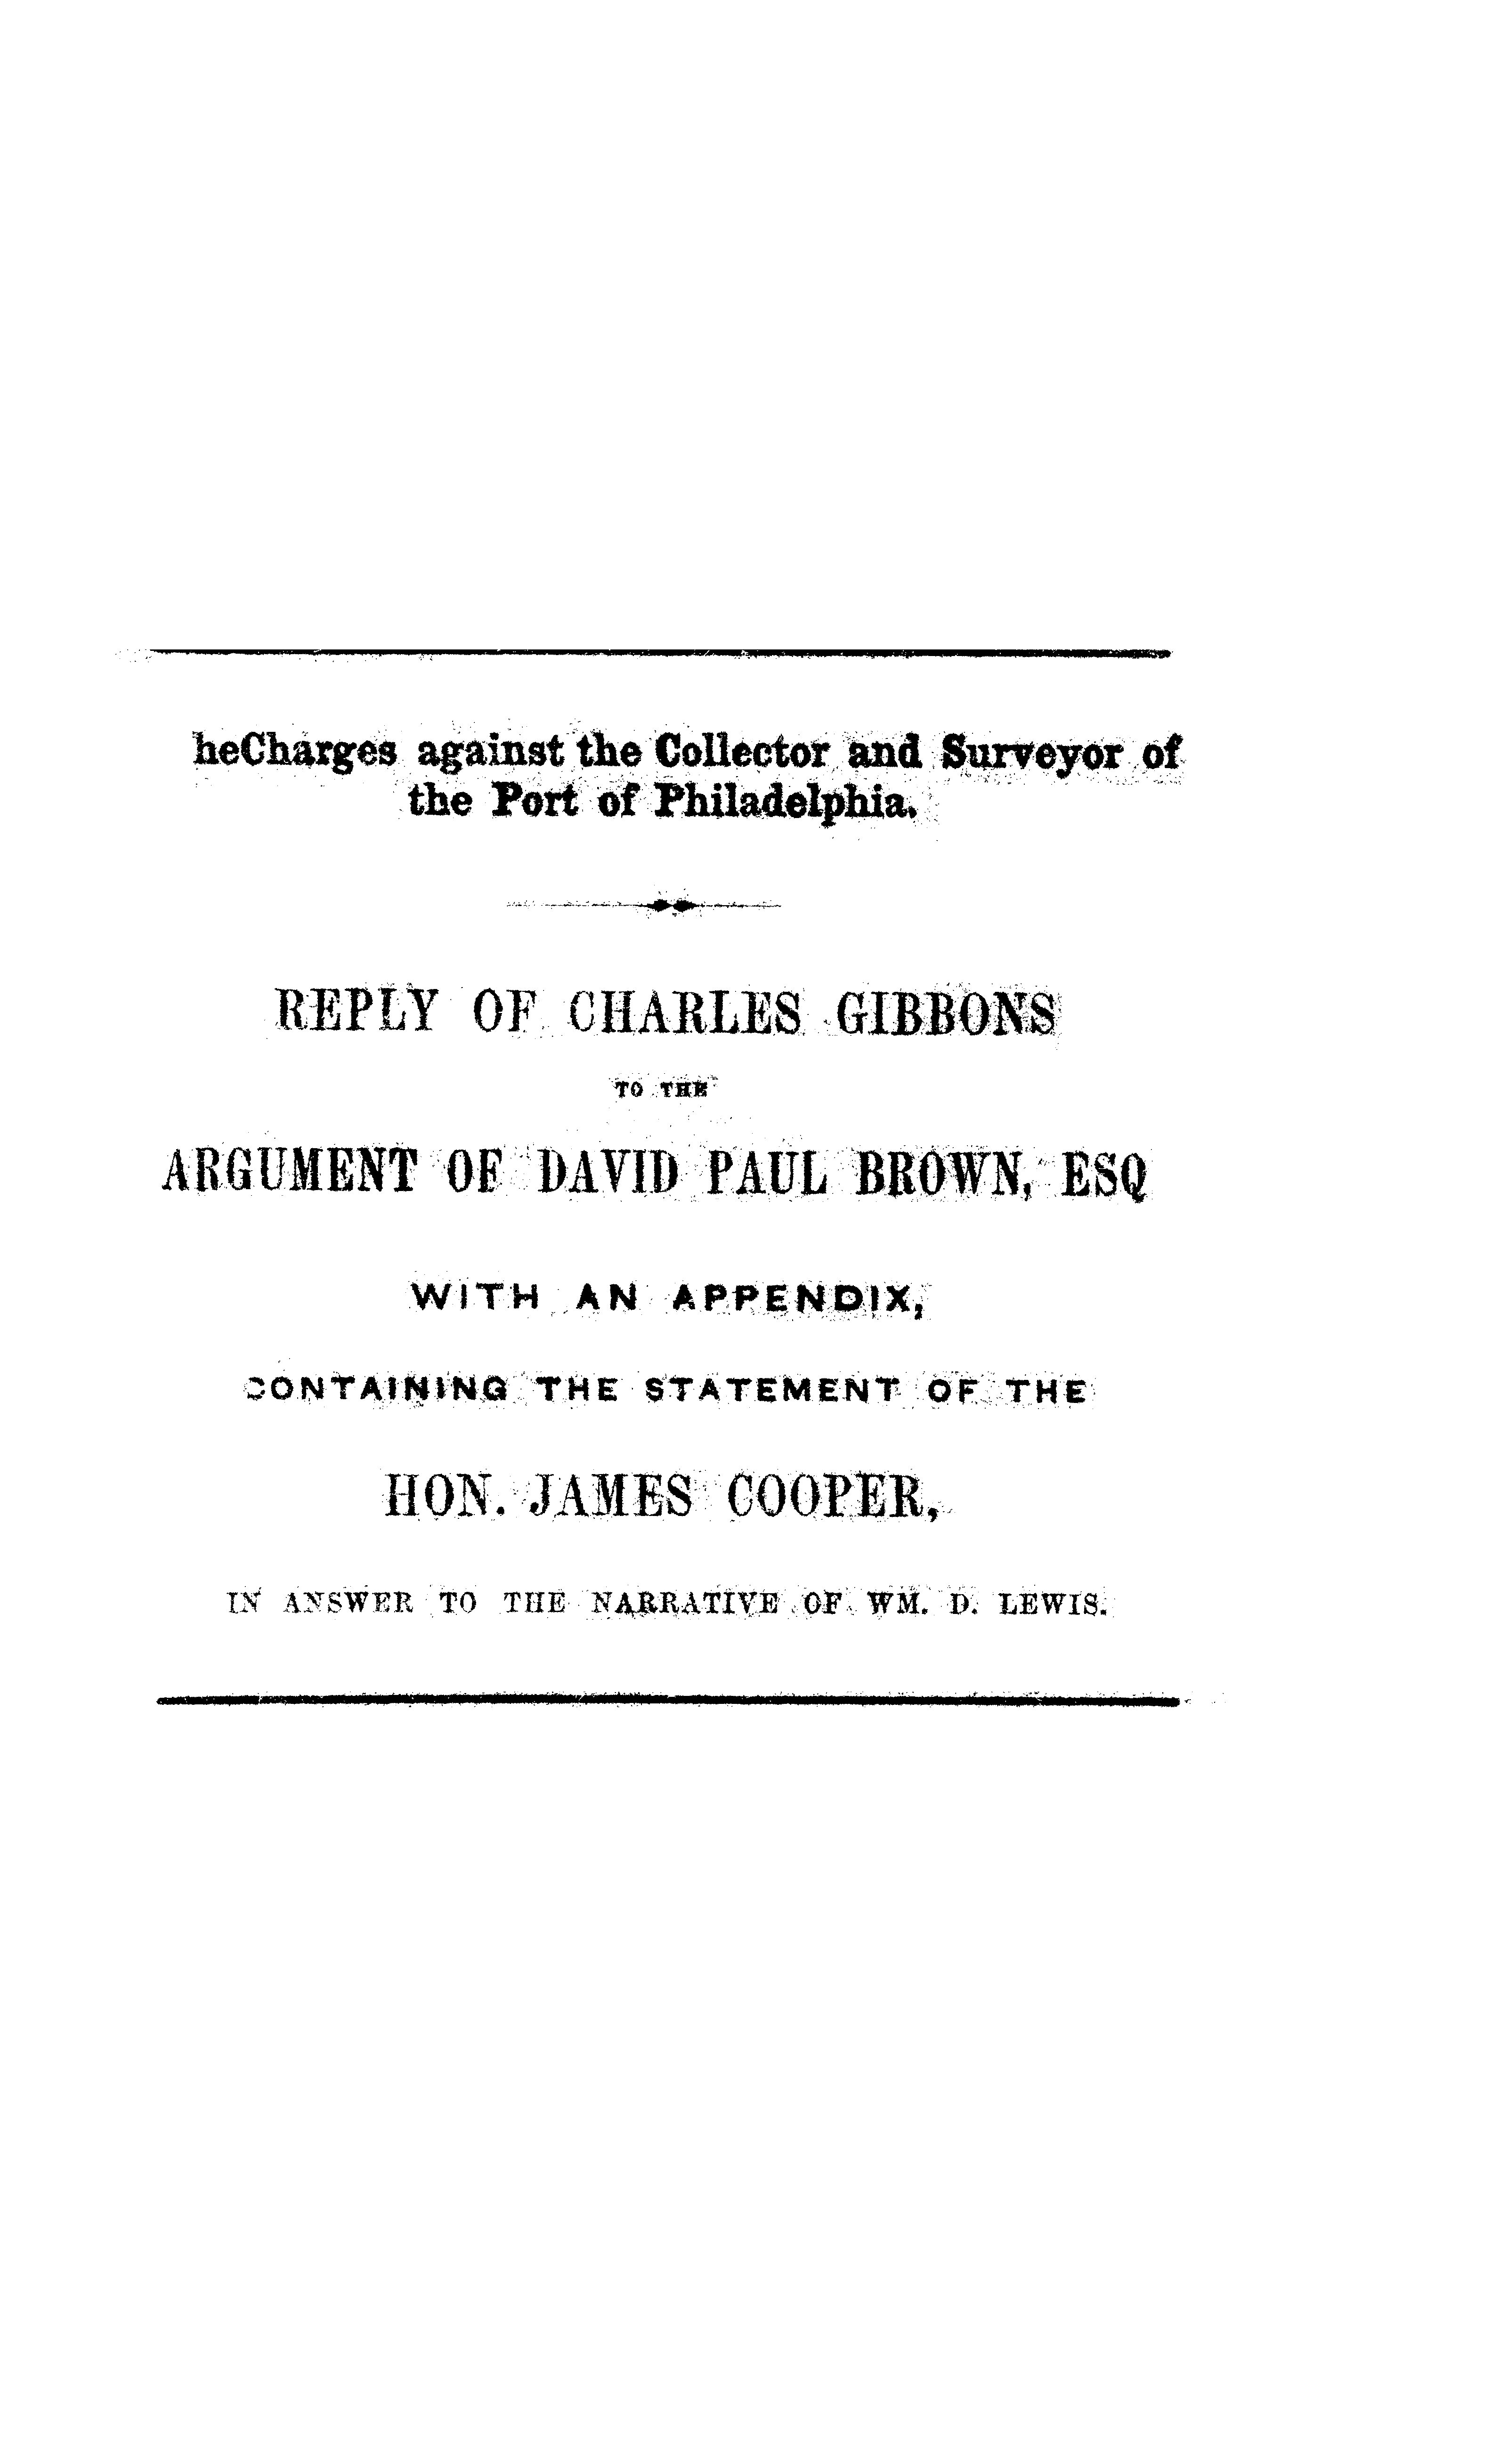 heCharges against the Collector and Surveyor of
the Port of Philadelphia.
REPLY OF CHARLES GIBBONS
TO THE
ARGUMENT OF DAVID PAUL BROWN, ESQ
WITH AN APPENDIX,
CONTAINING THE STATEMENT OF THE
HON. JAMES COOPER,
IN ANSWER TO THE NARRATIVE OF WM. D. LEWIS.